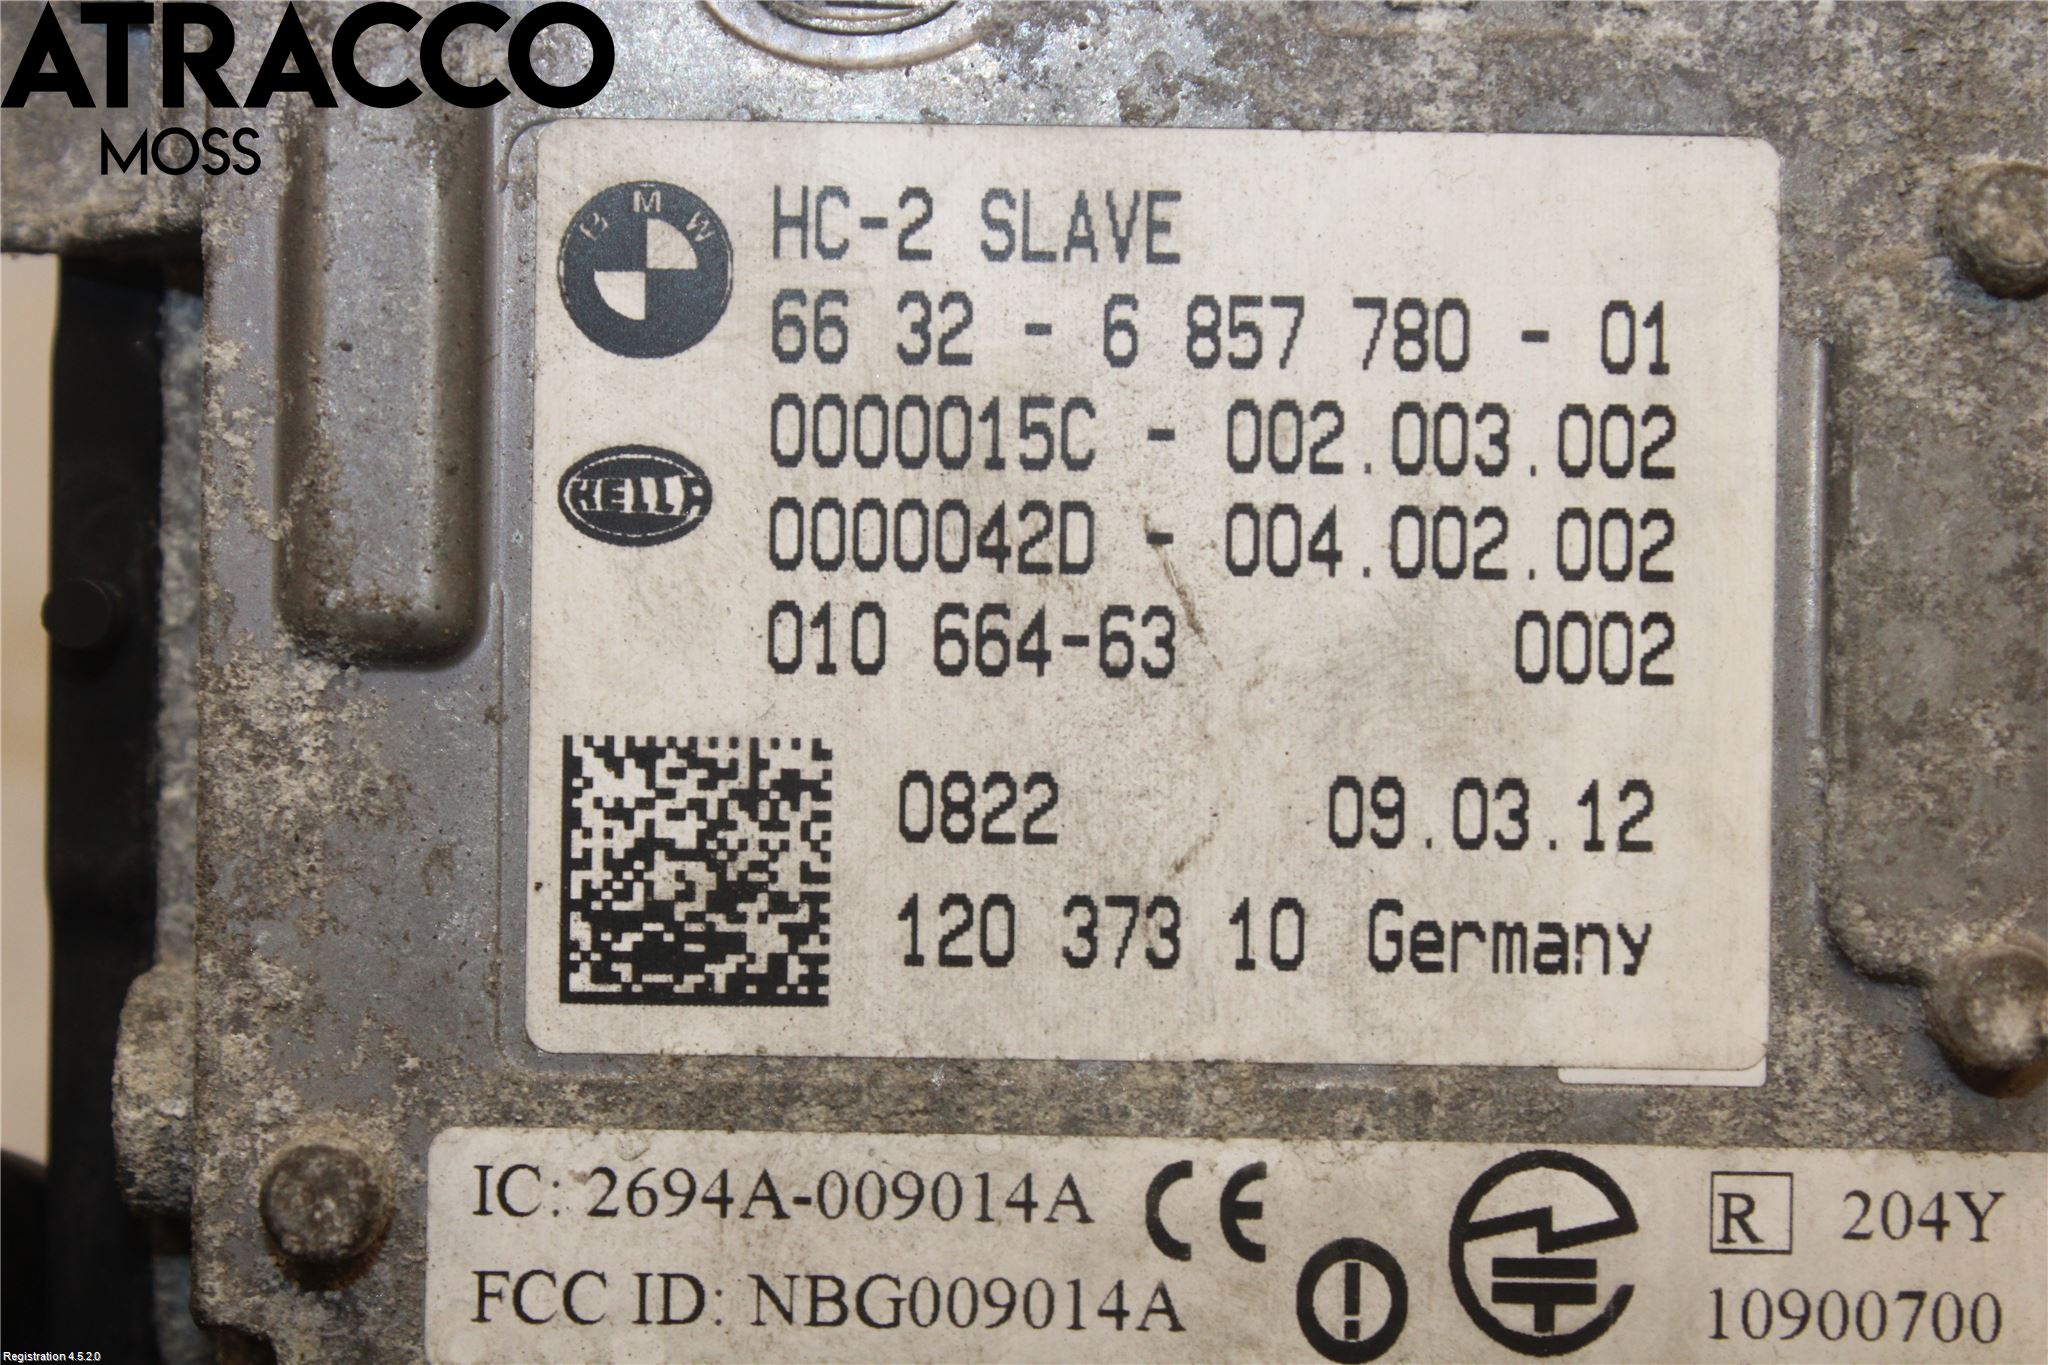 ATRACCO
MOSS
BMW
HC-2 SLAVE
66 32 - 6 857 780 - 01
HELLA
0000015C - 002.003.002
0000042D - 004.002.002
010 664-63 0002
0822 09.03.12
120 373 10 Germany
IC: 2694A-009014A CE
R 204Y
FCC ID: NBG009014A
10900700
Registration 4.5.2.0